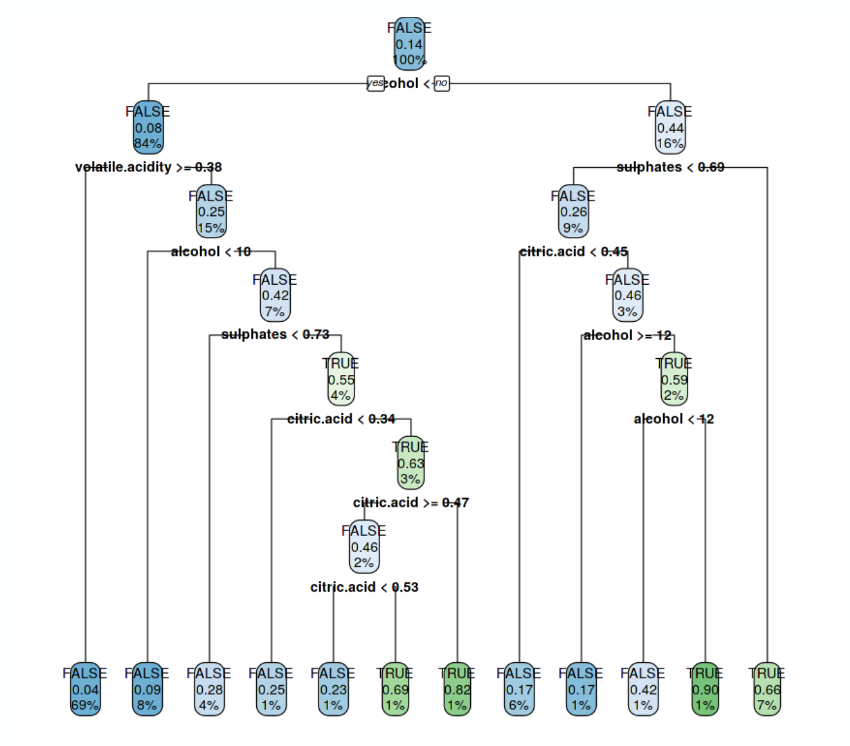 FALSE
0.14
100%
yes cohol < no
FALSE
0.08
84%
FALSE
0.44
16%
volatile.acidity >= 0.38
sulphates < 0.69
FALSE
0.25
15%
FALSE
0.26
9%
alcohol < 10
citric.acid < 0.45
FALSE
0.42
7%
FALSE
0.46
3%
sulphates < 0.73
alcohol >= 12
TRUE
0.55
4%
TRUE
0.59
2%
citric.acid < 0.34
alcohol < 12
TRUE
0.63
3%
citric.acid >= 0.47
FALSE
0.46
2%
citric.acid < 0.53
FALSE FALSE FALSE FALSE FALSE TRUE TRUE FALSE FALSE FALSE TRUE TRUE
0.04 0.09 0.28 0.25 0.23 0.69 0.82 0.17 0.17 0.42 0.90 0.66
69% 8% 4% 1% 1% 1% 1% 6% 1% 1% 1% 7%